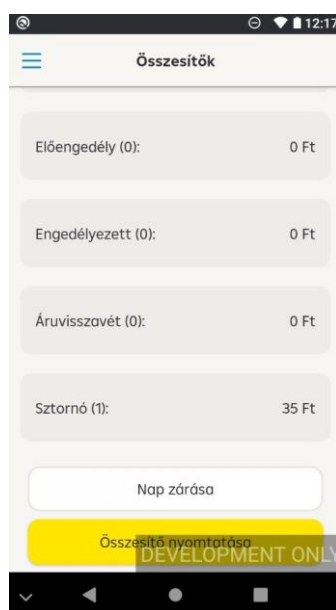 12:17
Összesítők
Előengedély (0): 0 Ft
Engedélyezett (0): 0 Ft
Áruvisszavét (0): 0 Ft
Sztornó (1): 35 Ft
Nap zárása
Összesítő nyomtatása
DEVELOPMENT ONLY